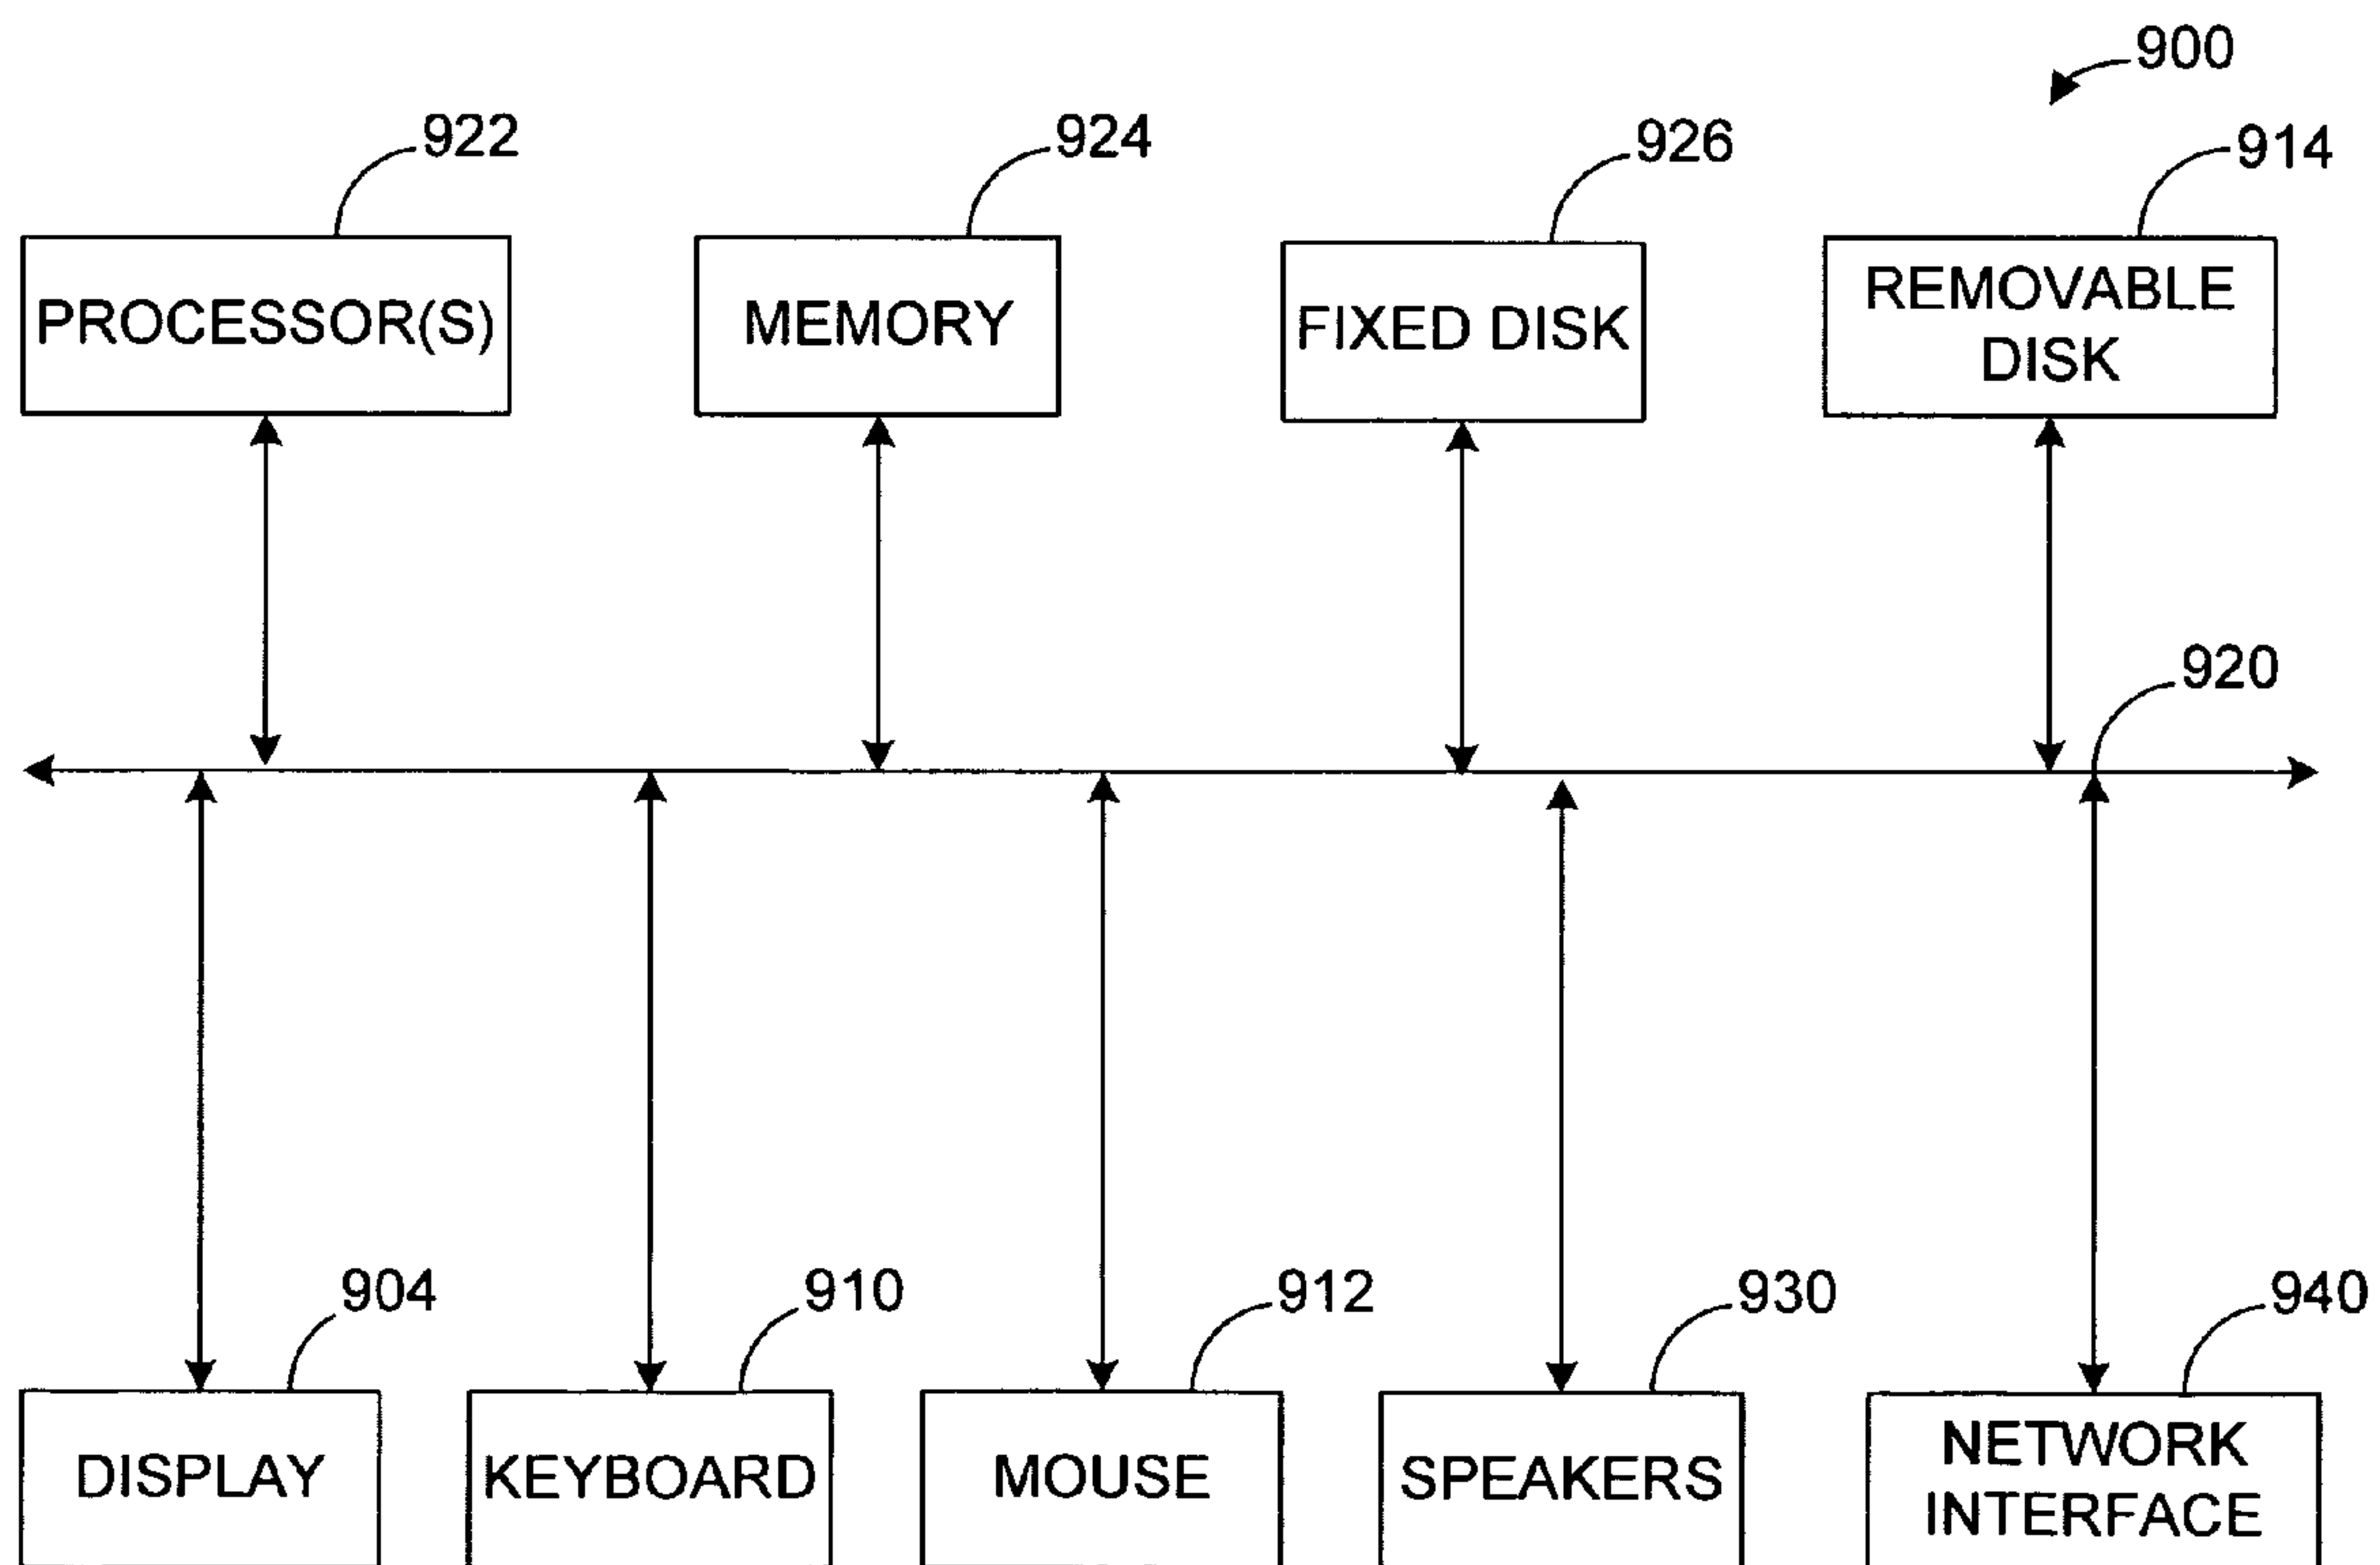 900
922
924
926
914
PROCESSOR(S)
MEMORY
FIXED DISK
REMOVABLE
DISK
920
904
910
912
930
940
DISPLAY
KEYBOARD
MOUSE
SPEAKERS
NETWORK
INTERFACE